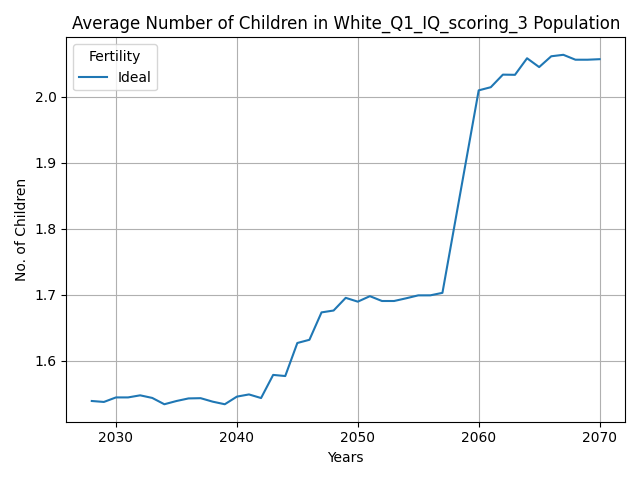 Average Number of Children in White_Q1_IQ_scoring_3 Population
Fertility
Ideal
No. of Children
2.0
1.9
1.8
1.7
1.6
2030 2040 2050 2060 2070
Years